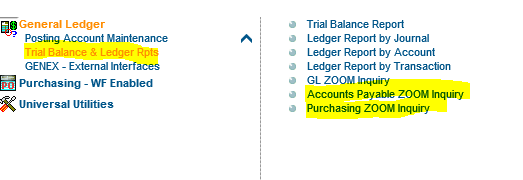 General Ledger
Posting Account Maintenance
Trial Balance & Ledger Rpts
GENEX - External Interfaces
Purchasing - WF Enabled
Universal Utilities
Trial Balance Report
Ledger Report by Journal
Ledger Report by Account
Ledger Report by Transaction
GL ZOOM Inquiry
Accounts Payable ZOOM Inquiry
Purchasing ZOOM Inquiry